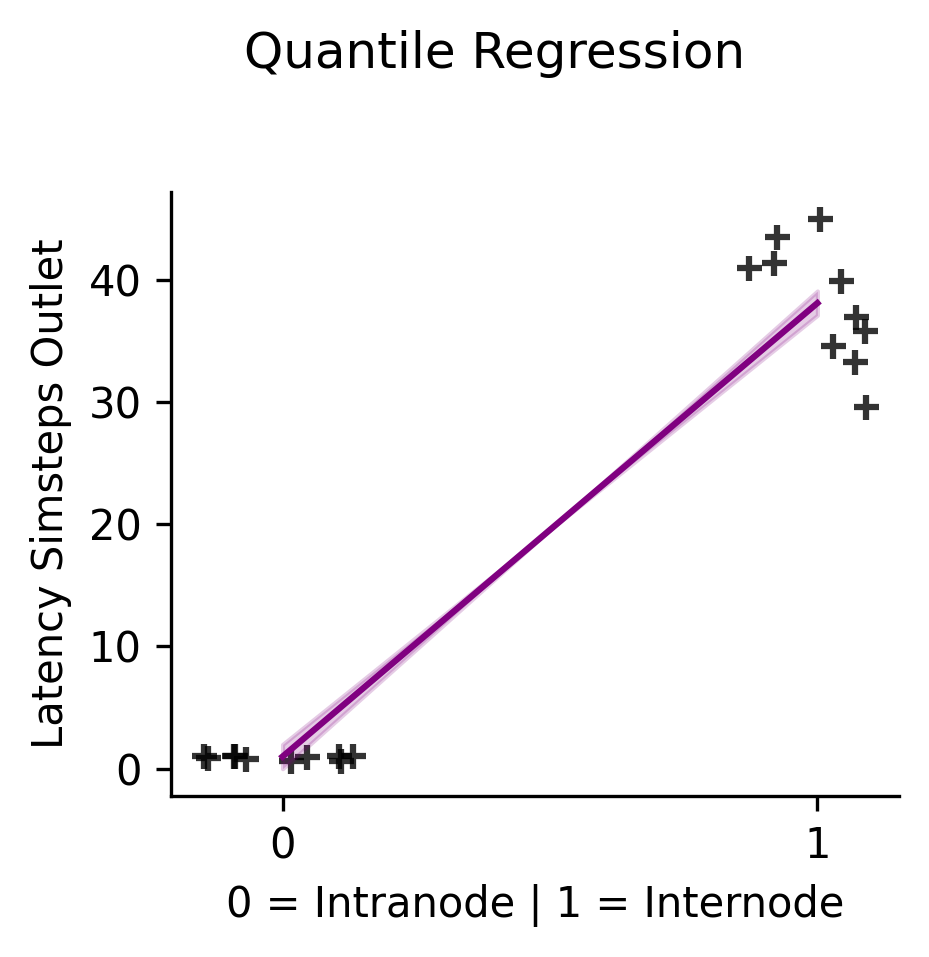 Quantile Regression
Latency Simsteps Outlet
40
30
20
10
0
0 1
0 = Intranode | 1 = Internode